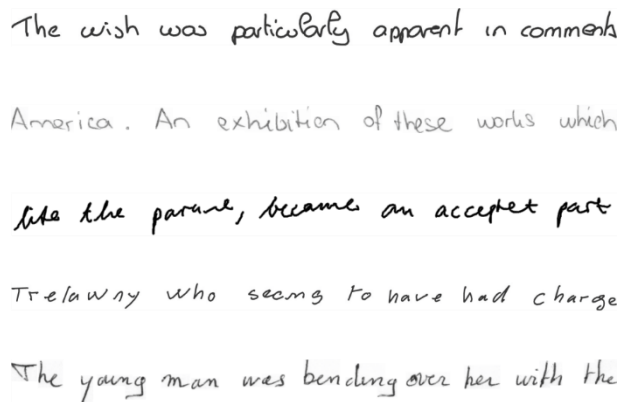 The wish was particularly apparent in comments
America. An exhibition of these works which
like the pavane, became an accepted part
Trelawny who seems to have had charge
The young man was bending over her with the